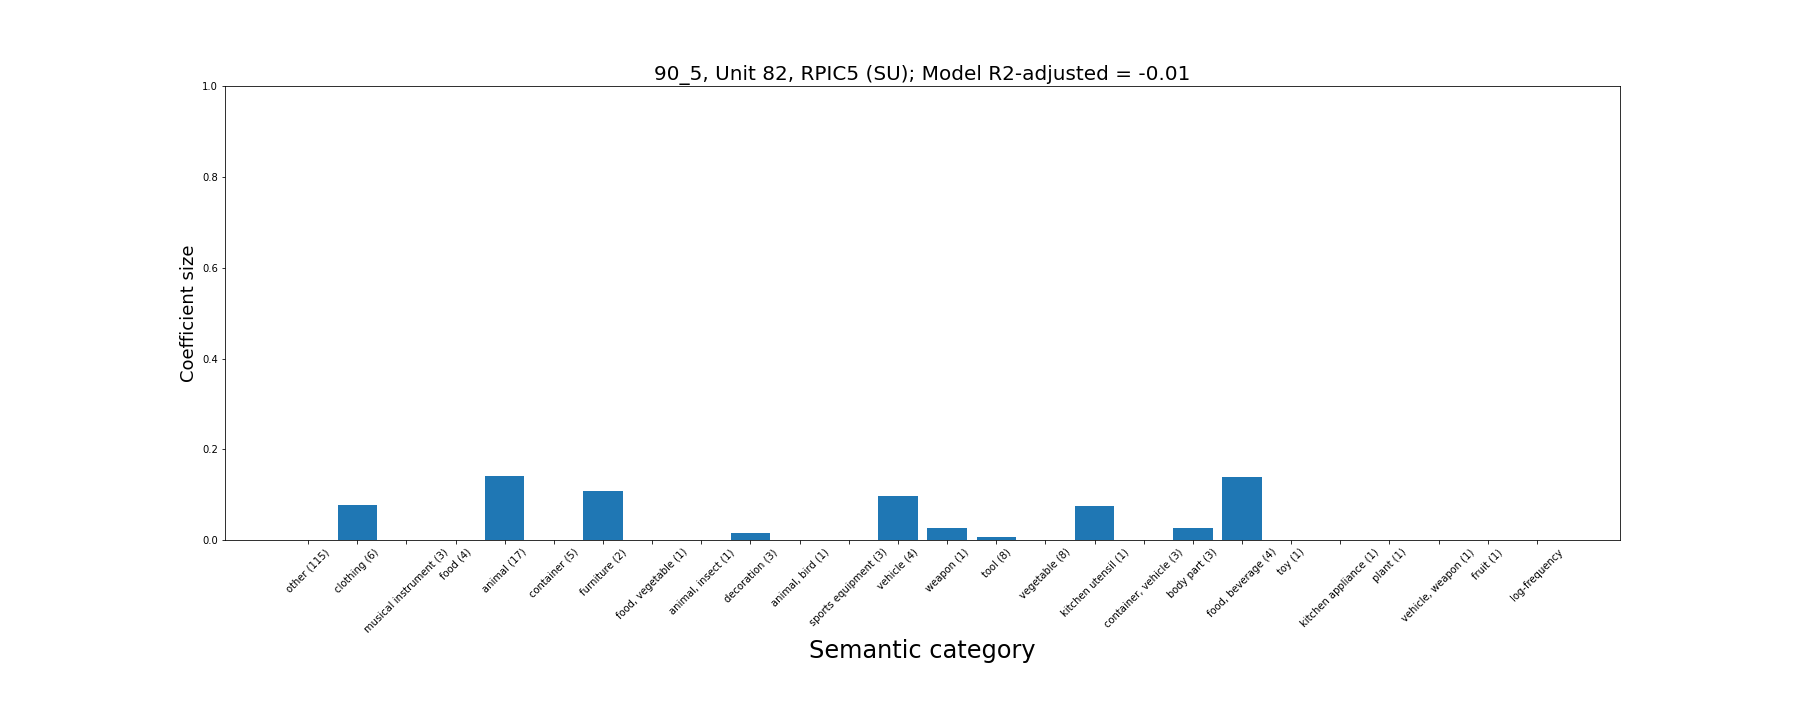 90_5, Unit 82, RPIC5 (SU); Model R2-adjusted = -0.01
Coefficient size
1.0
0.8
0.6
0.4
0.2
0.0
other (115)
clothing (6)
musical instrument (3)
food (4)
animal (17)
container (5)
furniture (2)
food, vegetable (1)
animal, insect (1)
decoration (3)
animal, bird (1)
sports equipment (3)
vehicle (4)
weapon (1)
tool (8)
vegetable (8)
kitchen utensil (1)
container, vehicle (3)
body part (3)
food, beverage (4)
toy (1)
kitchen appliance (1)
plant (1)
vehicle, weapon (1)
fruit (1)
log-frequency
Semantic category